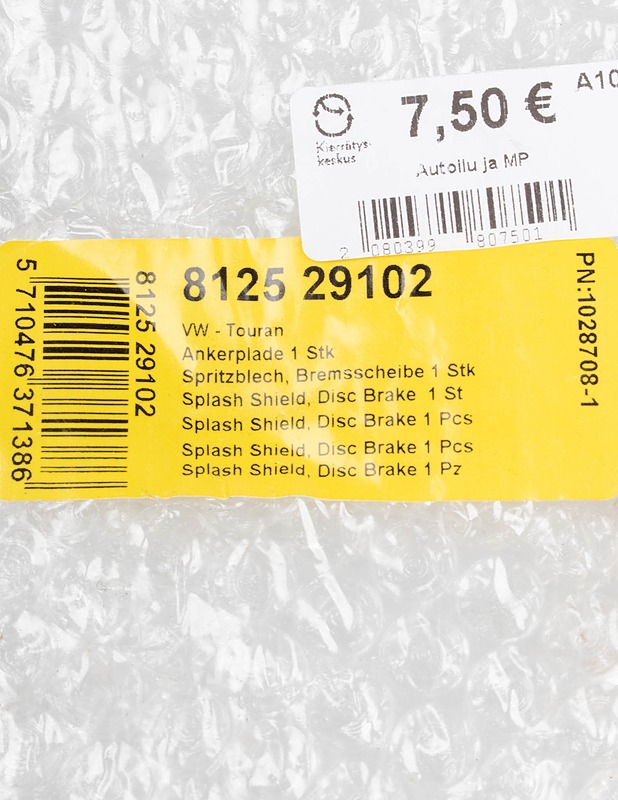 A10
7,50 €
Kierrätys-
keskus
Autoilu ja MP
2 080399 807501
5 710476 371386
8125 29102
8125 29102
VW - Touran
Ankerplade 1 Stk
Spritzblech, Bremsscheibe 1 Stk
Splash Shield, Disc Brake 1 St
Splash Shield, Disc Brake 1 Pcs
Splash Shield, Disc Brake 1 Pcs
Splash Shield, Disc Brake 1 Pz
PN:1028708-1